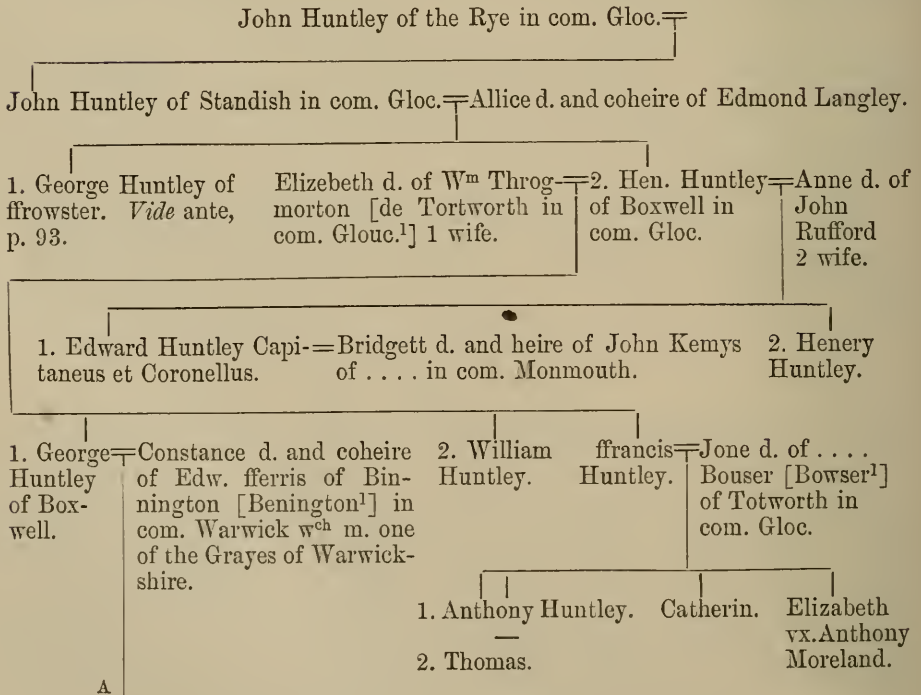 John Huntley of the Rye in com. Gloc.
John Huntley of Standish in com. Gloc.=Allice d. and coheire of Edmond Langley.
1. George Huntley of
ffrowster. Vide ante,
p. 93.
Elizebeth d. of Wᵐ Throg-
morton [de Tortworth in
com. Glouc.¹] 1 wife.
2. Hen. Huntley
of Boxwell in
com. Gloc.
Anne d. of
John
Rufford
2 wife.
1. Edward Huntley Capi-
taneus et Coronellus.
Bridgett d. and heire of John Kemys
of . . . . in com. Monmouth.
2. Henery
Huntley.
1. George
Huntley
of Box-
well.
Constance d. and coheire
of Edw. fferris of Bin-
nington [Benington¹] in
com. Warwick wᶜʰ m. one
of the Grayes of Warwick-
shire.
2. William
Huntley.
ffrancis
Huntley.
Jone d. of . . . .
Bouser [Bowser¹]
of Totworth in
com. Gloc.
1. Anthony Huntley.
—
2. Thomas.
Catherin.
Elizabeth
vx. Anthony
Moreland.
A